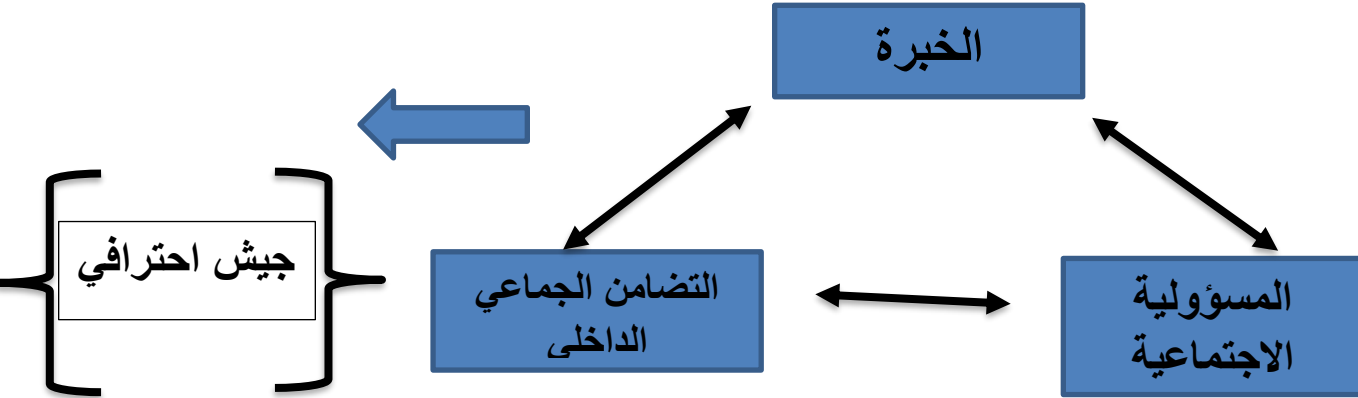 الخبرة
المسؤولية
الاجتماعية
التضامن الجماعي
الداخلي
جيش احترافي